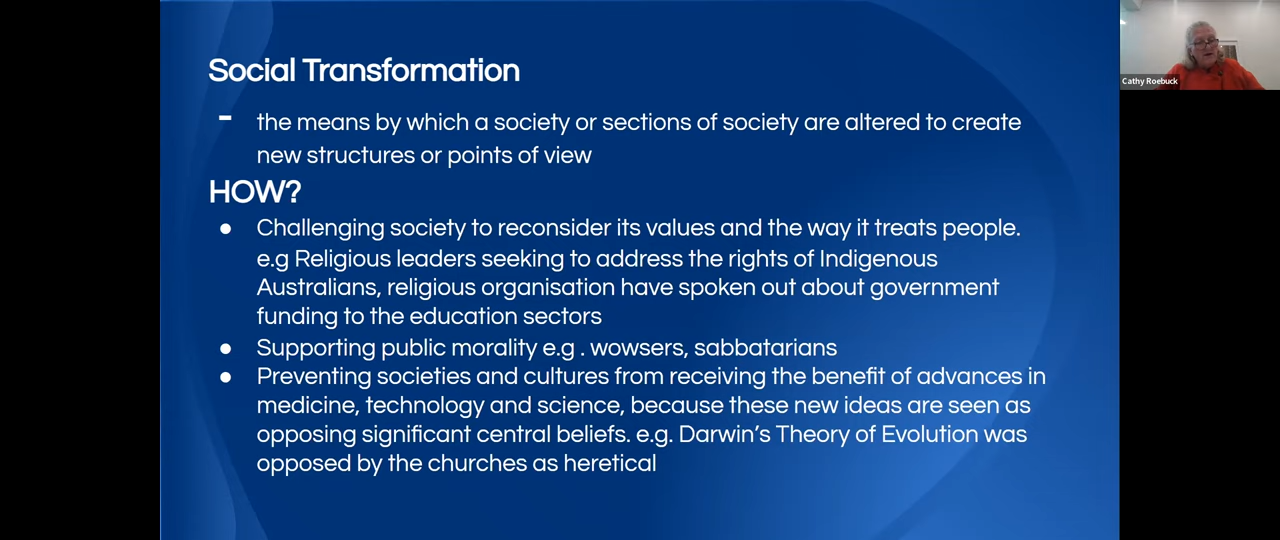 Social Transformation
- the means by which a society or sections of society are altered to create
new structures or points of view
HOW?
● Challenging society to reconsider its values and the way it treats people.
e.g Religious leaders seeking to address the rights of Indigenous
Australians, religious organisation have spoken out about government
funding to the education sectors
● Supporting public morality e.g . wowsers, sabbatarians
● Preventing societies and cultures from receiving the benefit of advances in
medicine, technology and science, because these new ideas are seen as
opposing significant central beliefs. e.g. Darwin’s Theory of Evolution was
opposed by the churches as heretical
Cathy Roebuck